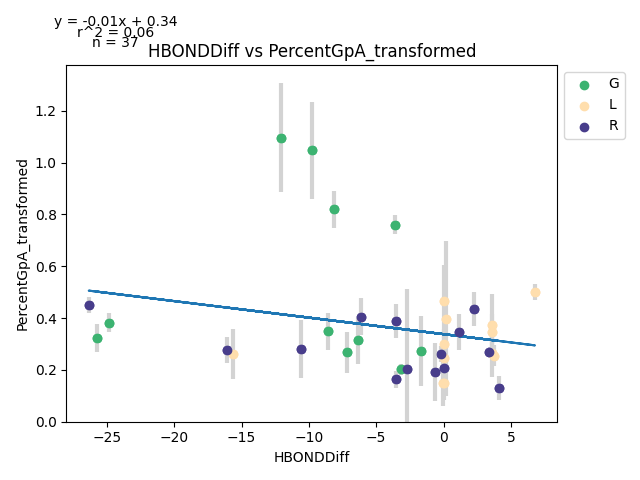 y = -0.01x + 0.34
r^2 = 0.06
n = 37
HBONDDiff vs PercentGpA_transformed
G
L
R
PercentGpA_transformed
1.2
1.0
0.8
0.6
0.4
0.2
0.0
−25
−20
−15
−10
−5
0
5
HBONDDiff